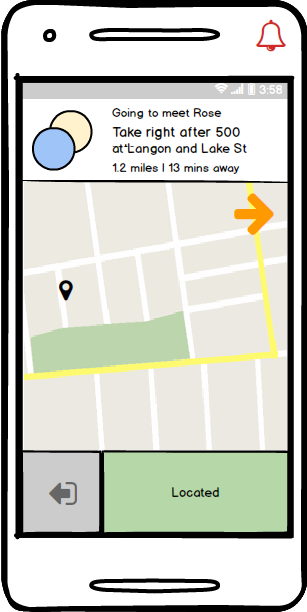 3:58
Going to meet Rose
Take right after 500
at"Langon and Lake St
1.2 miles | 13 mins away
Located